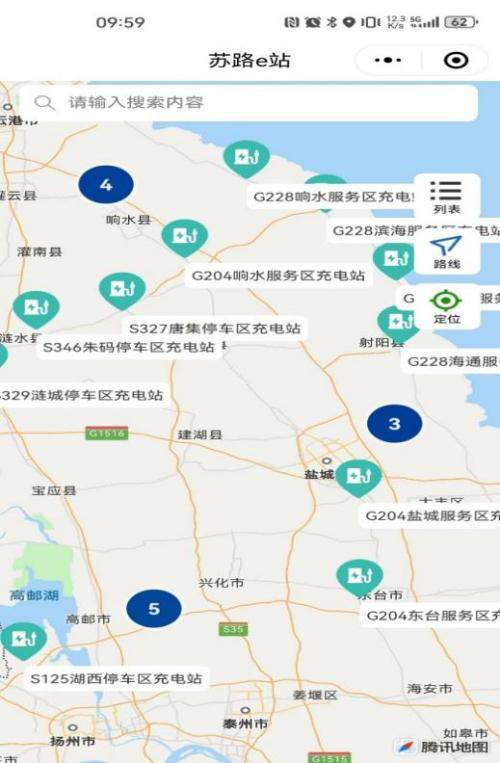 09:59
12.3 K/s
5G
62
苏路e站
请输入搜索内容
云港市
4
G228响水服务区充电
列表
灌云县
响水县
G228滨海服务区充电站
灌南县
路线
G204响水服务区充电站
G
服务
定位
S327唐集停车区充电站
涟水县
S346朱码停车区充电站
县
射阳县
G228海通服
S329涟城停车区充电站
3
G1516
建湖县
盐城
宝应县
大丰区
G204盐城服务区充
兴化市
高邮湖
东台市
5
高邮市
G204东台服务区充
S35
S125湖西停车区充电站
海安市
姜堰区
泰州市
如皋市
扬州市
腾讯地图
G1515